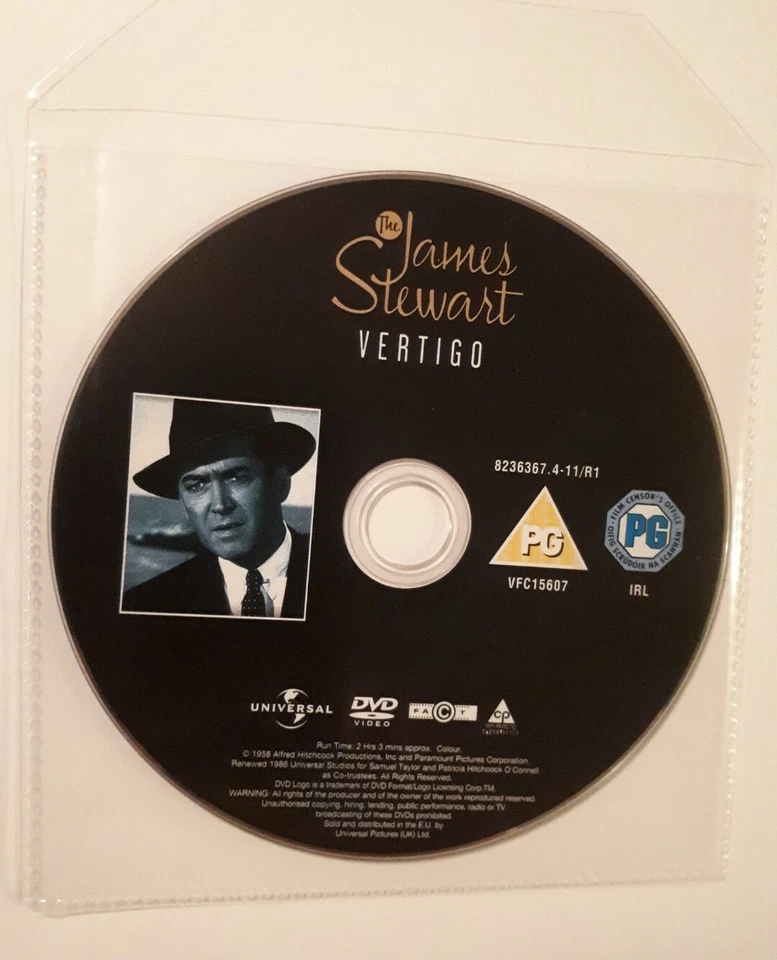 The
James
Stewart
VERTIGO
8236367.4-11/R1
PG
VFC15607
FILM CENSOR'S OFFICE
PG
OIFIG SCRÚDÓIR NA SCANNÁN
IRL
UNIVERSAL
DVD
VIDEO
FACT
cp
Run Time: 2 Hrs 3 mins approx. Colour.
© 1958 Alfred Hitchcock Productions, Inc and Paramount Pictures Corporation.
Renewed 1986 Universal Studios for Samuel Taylor and Patricia Hitchcock O'Connell
as Co-trustees. All Rights Reserved.
DVD Logo is a trademark of DVD Format/Logo Licensing Corp.TM.
WARNING: All rights of the producer and of the owner of the work reproduced reserved.
Unauthorised copying, hiring, lending, public performance, radio or TV
broadcasting of these DVDs prohibited.
Sold and distributed in the E.U. by
Universal Pictures (UK) Ltd.